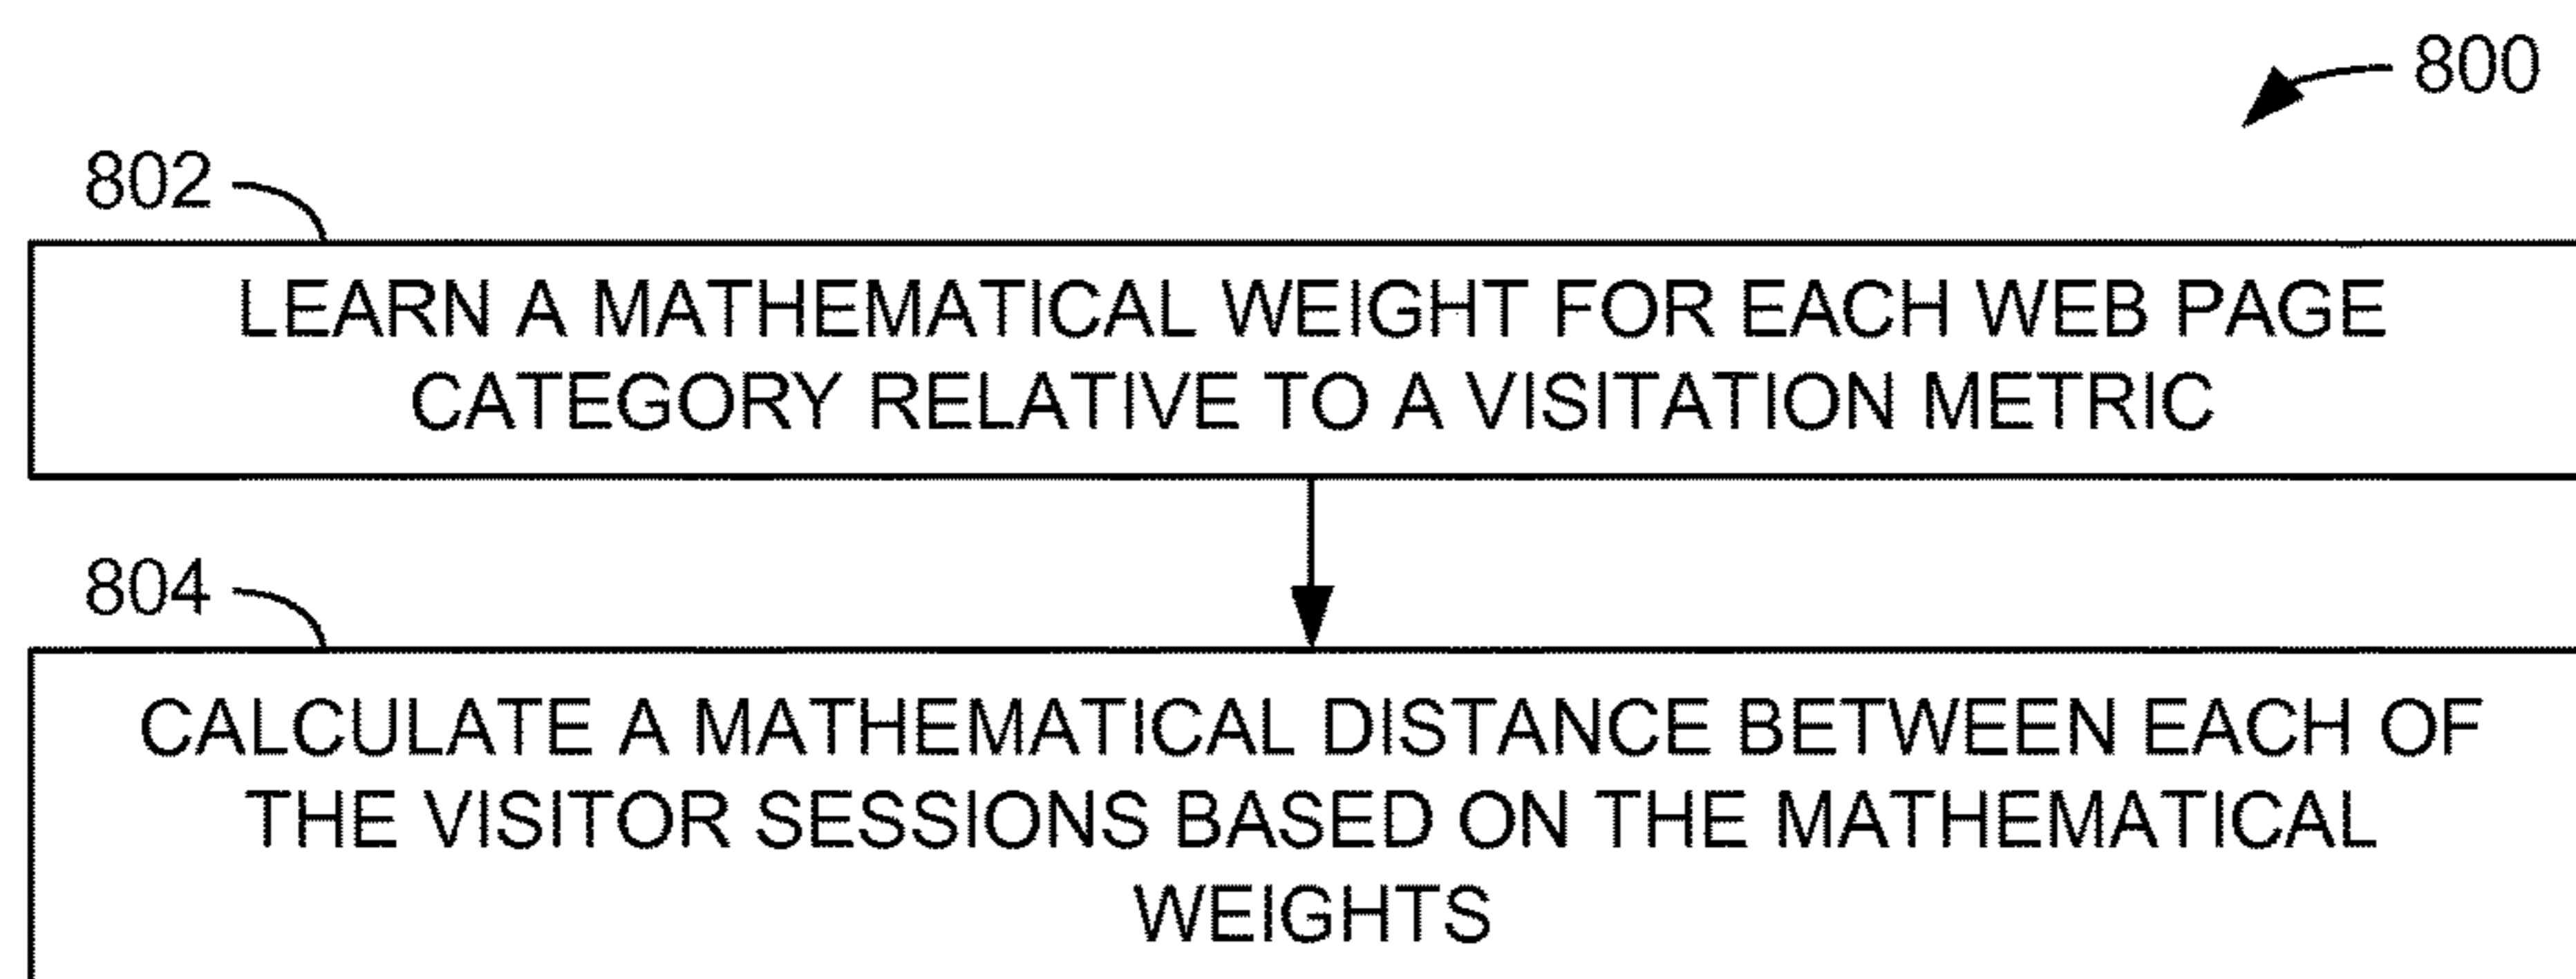 800
802
LEARN A MATHEMATICAL WEIGHT FOR EACH WEB PAGE
CATEGORY RELATIVE TO A VISITATION METRIC
804
CALCULATE A MATHEMATICAL DISTANCE BETWEEN EACH OF
THE VISITOR SESSIONS BASED ON THE MATHEMATICAL
WEIGHTS